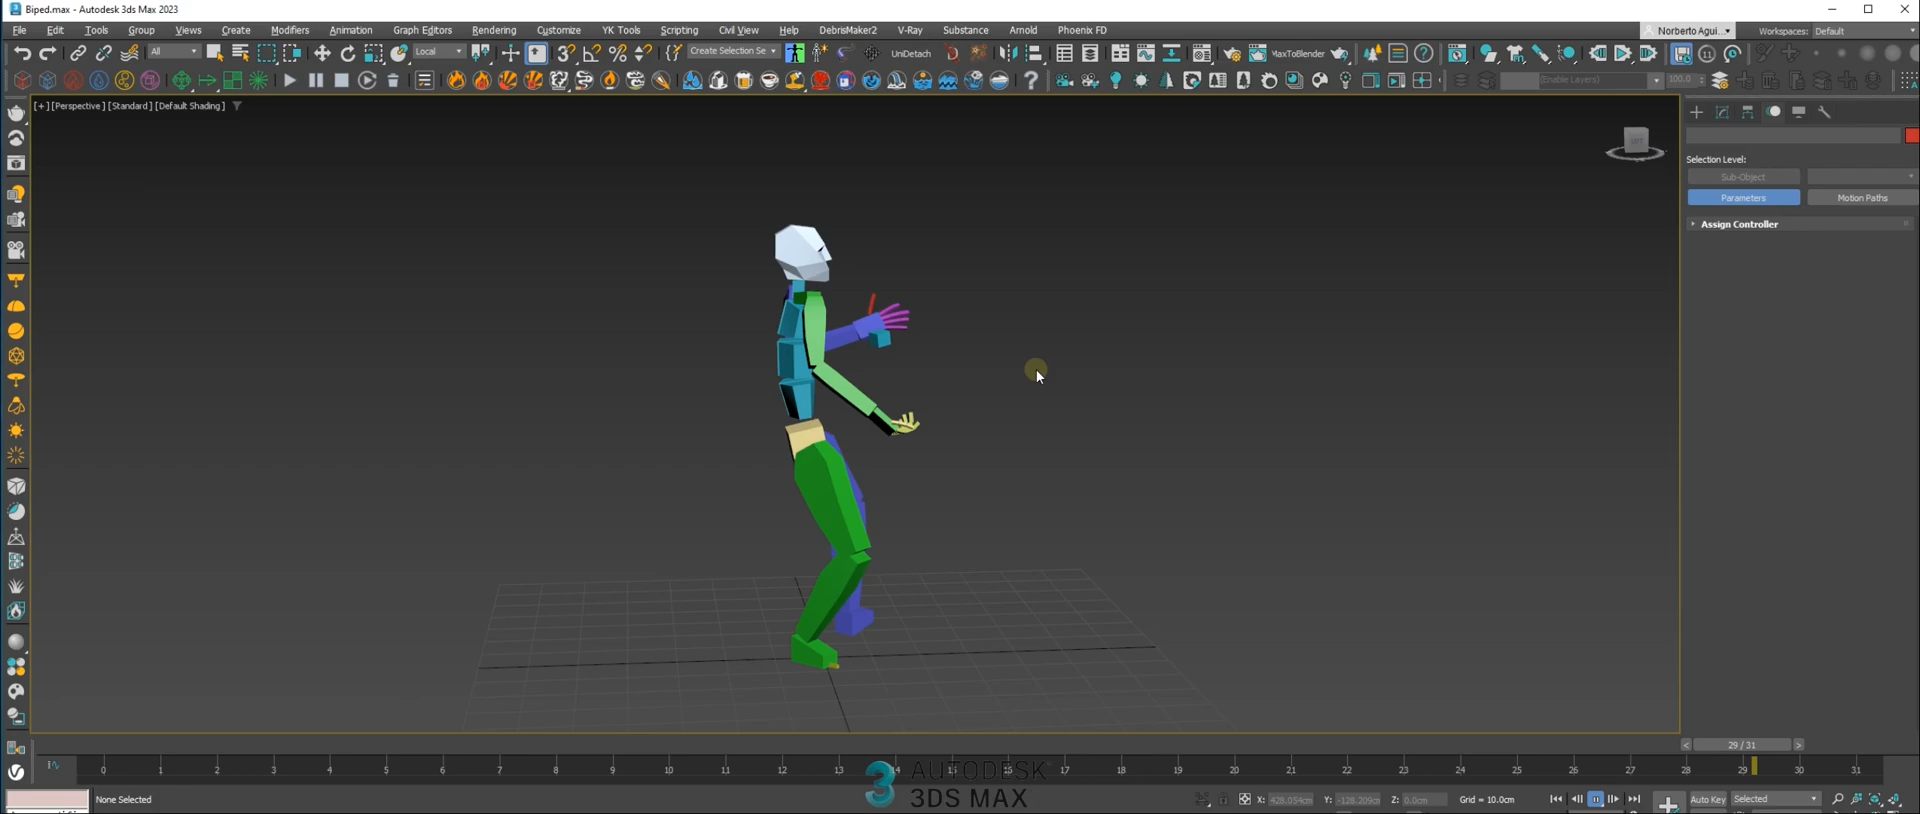 Biped.max - Autodesk 3ds Max 2023
File Edit Tools Group Views Create Modifiers Animation Graph Editors Rendering Customize YK Tools Scripting Civil View Help DebrisMaker2 V-Ray Substance Arnold Phoenix FD
Norberto Agui... Workspaces: Default
All Local Create Selection Se UnDetach MaxToBlender
(Enable Layers) 100.0
[+] [Perspective] [Standard] [Default Shading]
Selection Level:
Sub-Object
Parameters Motion Paths
Assign Controller
< 29 / 31 >
0 1 2 3 4 5 6 7 8 9 10 11 12 13 14 15 16 17 18 19 20 21 22 23 24 25 26 27 28 29 30 31
AUTODESK
3DS MAX
None Selected X: 428.054cm Y: -128.209cm Z: 0.0cm Grid = 10.0cm Auto Key Selected